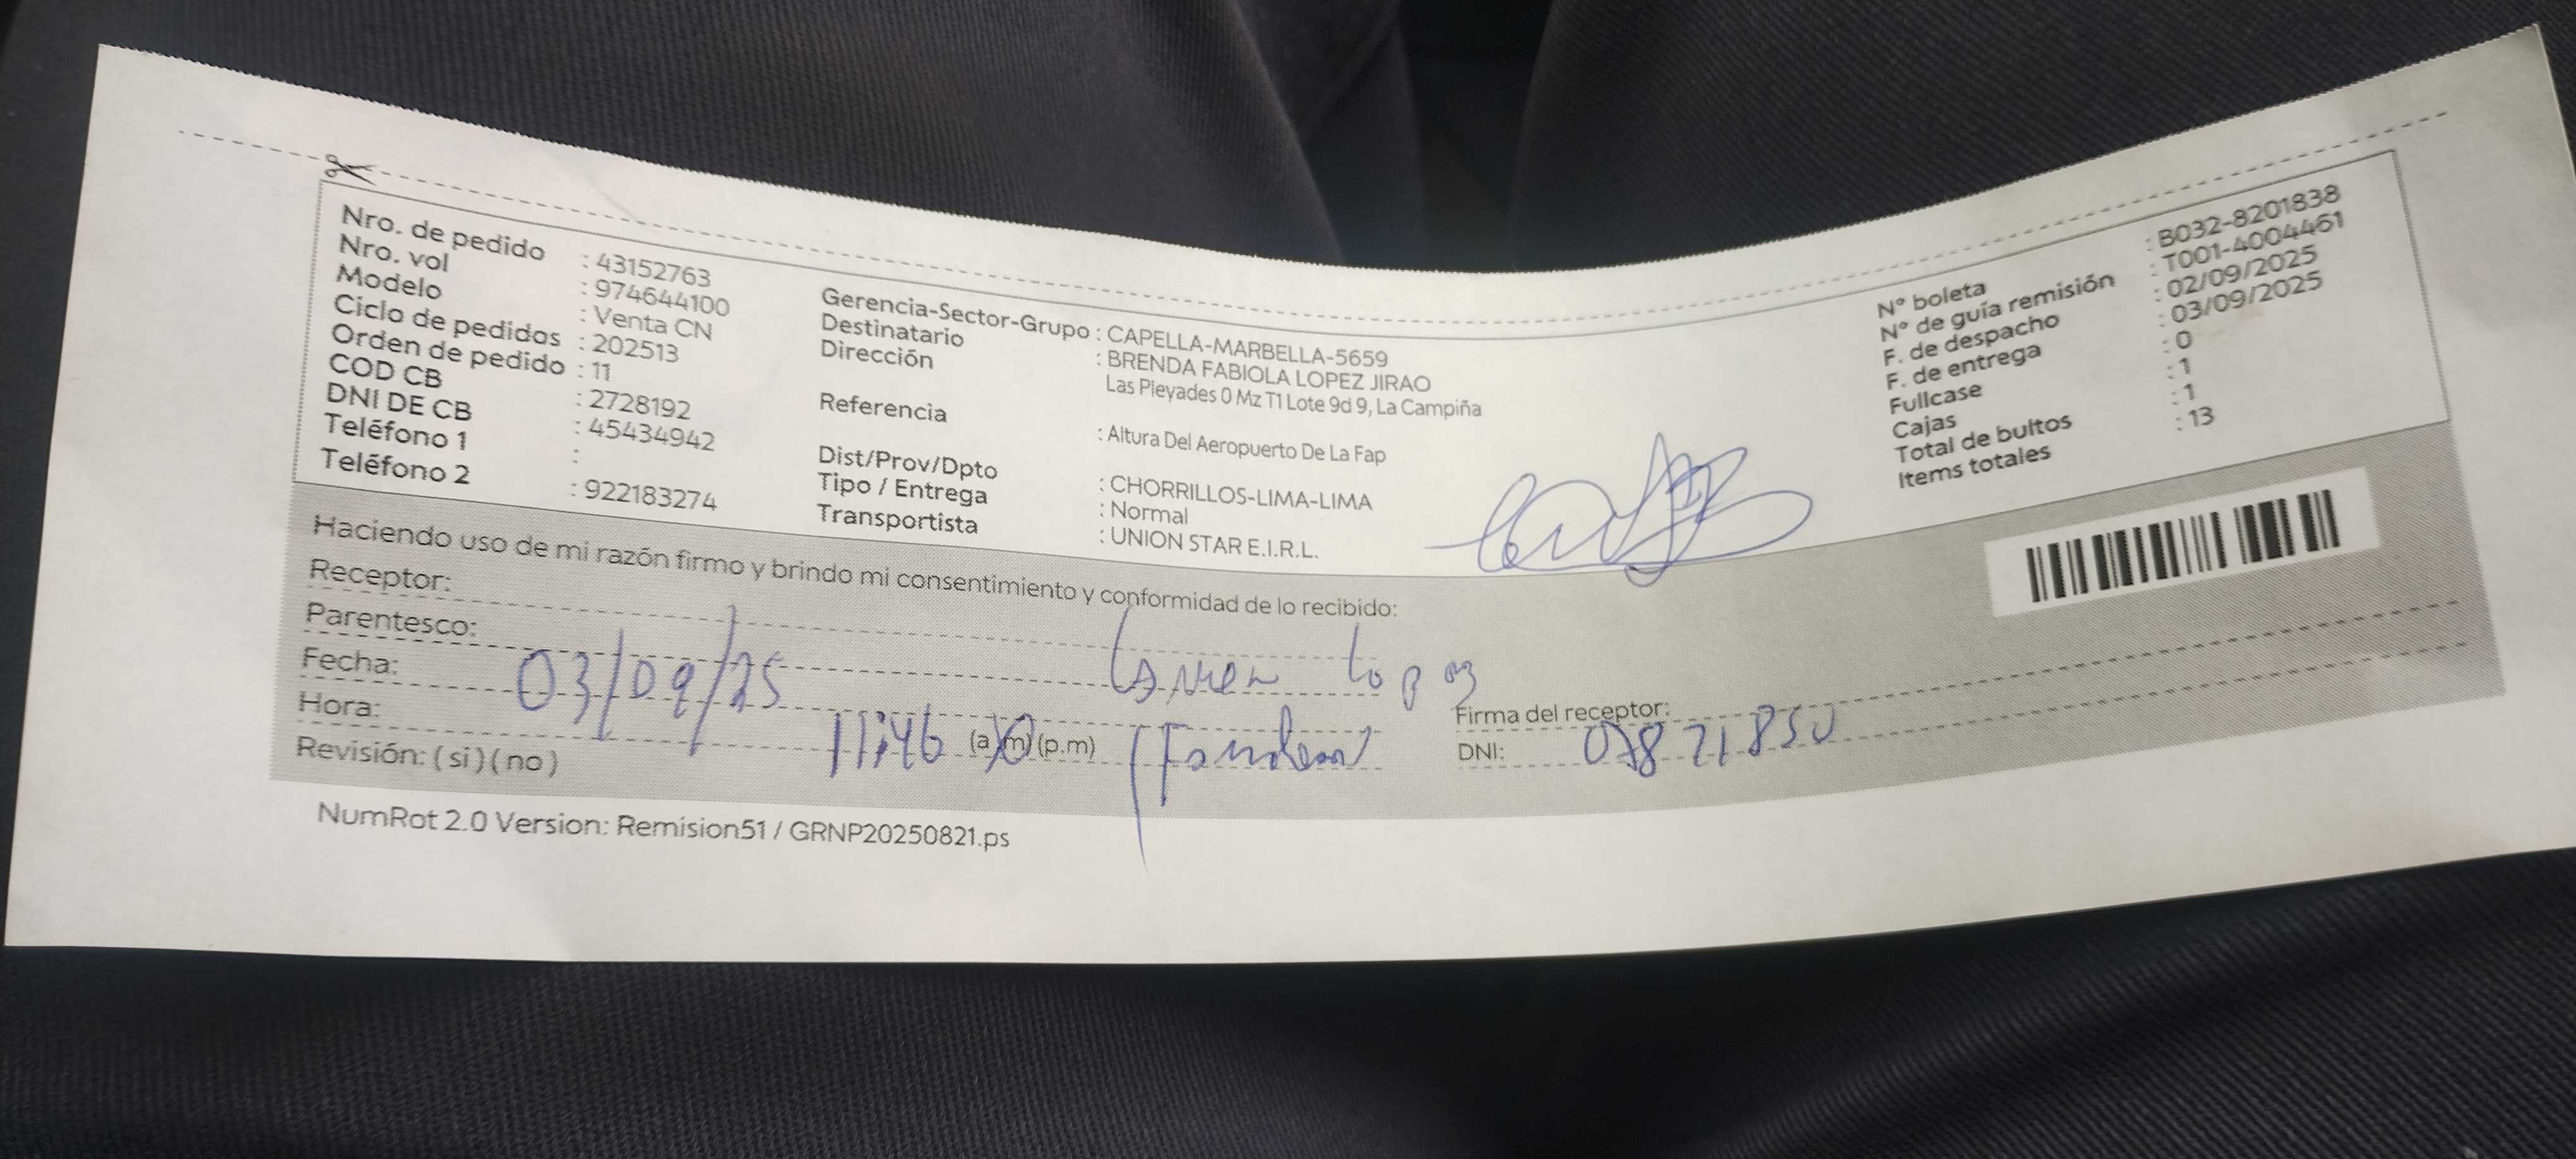 Nro. de pedido : 43152763
Nro. vol : 974644100
Modelo : Venta CN
Ciclo de pedidos : 202513
Orden de pedido : 11
COD CB : 2728192
DNI DE CB : 45434942
Teléfono 1 :
Teléfono 2 : 922183274
Gerencia-Sector-Grupo : CAPELLA-MARBELLA-5659
Destinatario : BRENDA FABIOLA LOPEZ JIRAO
Dirección Las Pleyades 0 Mz T1 Lote 9d 9, La Campiña
Referencia : Altura Del Aeropuerto De La Fap
Dist/Prov/Dpto : CHORRILLOS-LIMA-LIMA
Tipo / Entrega : Normal
Transportista : UNION STAR E.I.R.L.
N° boleta : B032-8201838
N° de guía remisión : T001-4004461
F. de despacho : 02/09/2025
F. de entrega : 03/09/2025
Fullcase : 0
Cajas : 1
Total de bultos : 1
Items totales : 13
Haciendo uso de mi razón firmo y brindo mi consentimiento y conformidad de lo recibido:
Receptor:
Parentesco:
Fecha: 03/09/25
Hora: 11:46 (a.m) (p.m)
Revisión: ( si ) ( no )
Firma del receptor:
DNI:
NumRot 2.0 Version: Remision51 / GRNP20250821.ps